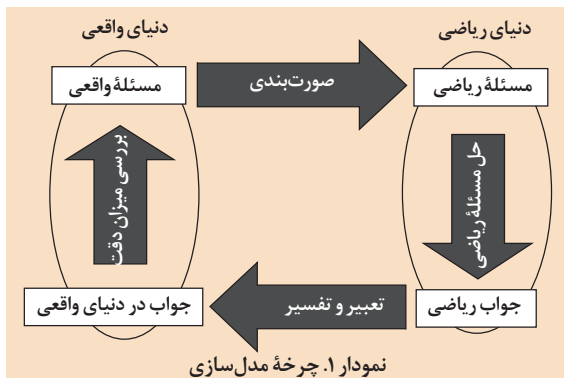 دنیای ریاضی
دنیای واقعی
مسئلهٔ ریاضی
صورت‌بندی
مسئلهٔ واقعی
حل مسئلهٔ ریاضی
بررسی میزان دقت
جواب ریاضی
تعبیر و تفسیر
جواب در دنیای واقعی
نمودار ۱. چرخهٔ مدل‌سازی